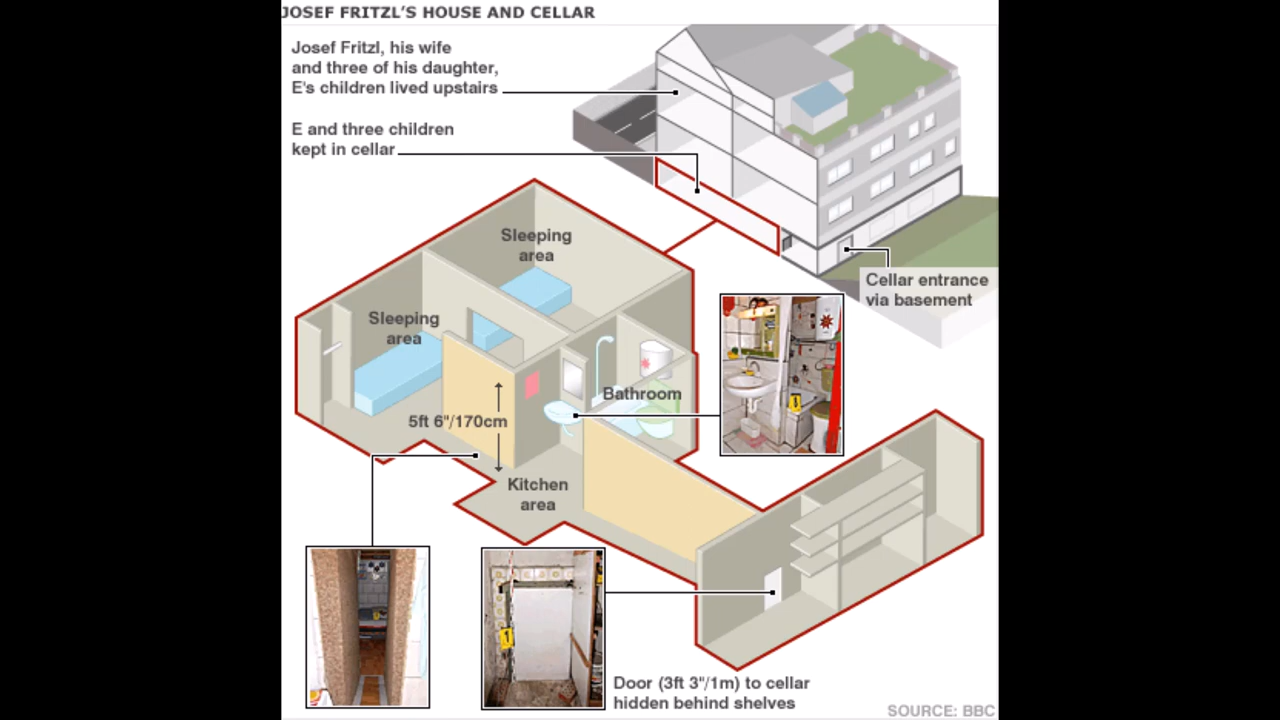 JOSEF FRITZL'S HOUSE AND CELLAR
Josef Fritzl, his wife
and three of his daughter,
E's children lived upstairs
E and three children
kept in cellar
Sleeping
area
Cellar entrance
via basement
Sleeping
area
Bathroom
5ft 6"/170cm
Kitchen
area
Door (3ft 3"/1m) to cellar
hidden behind shelves
SOURCE: BBC